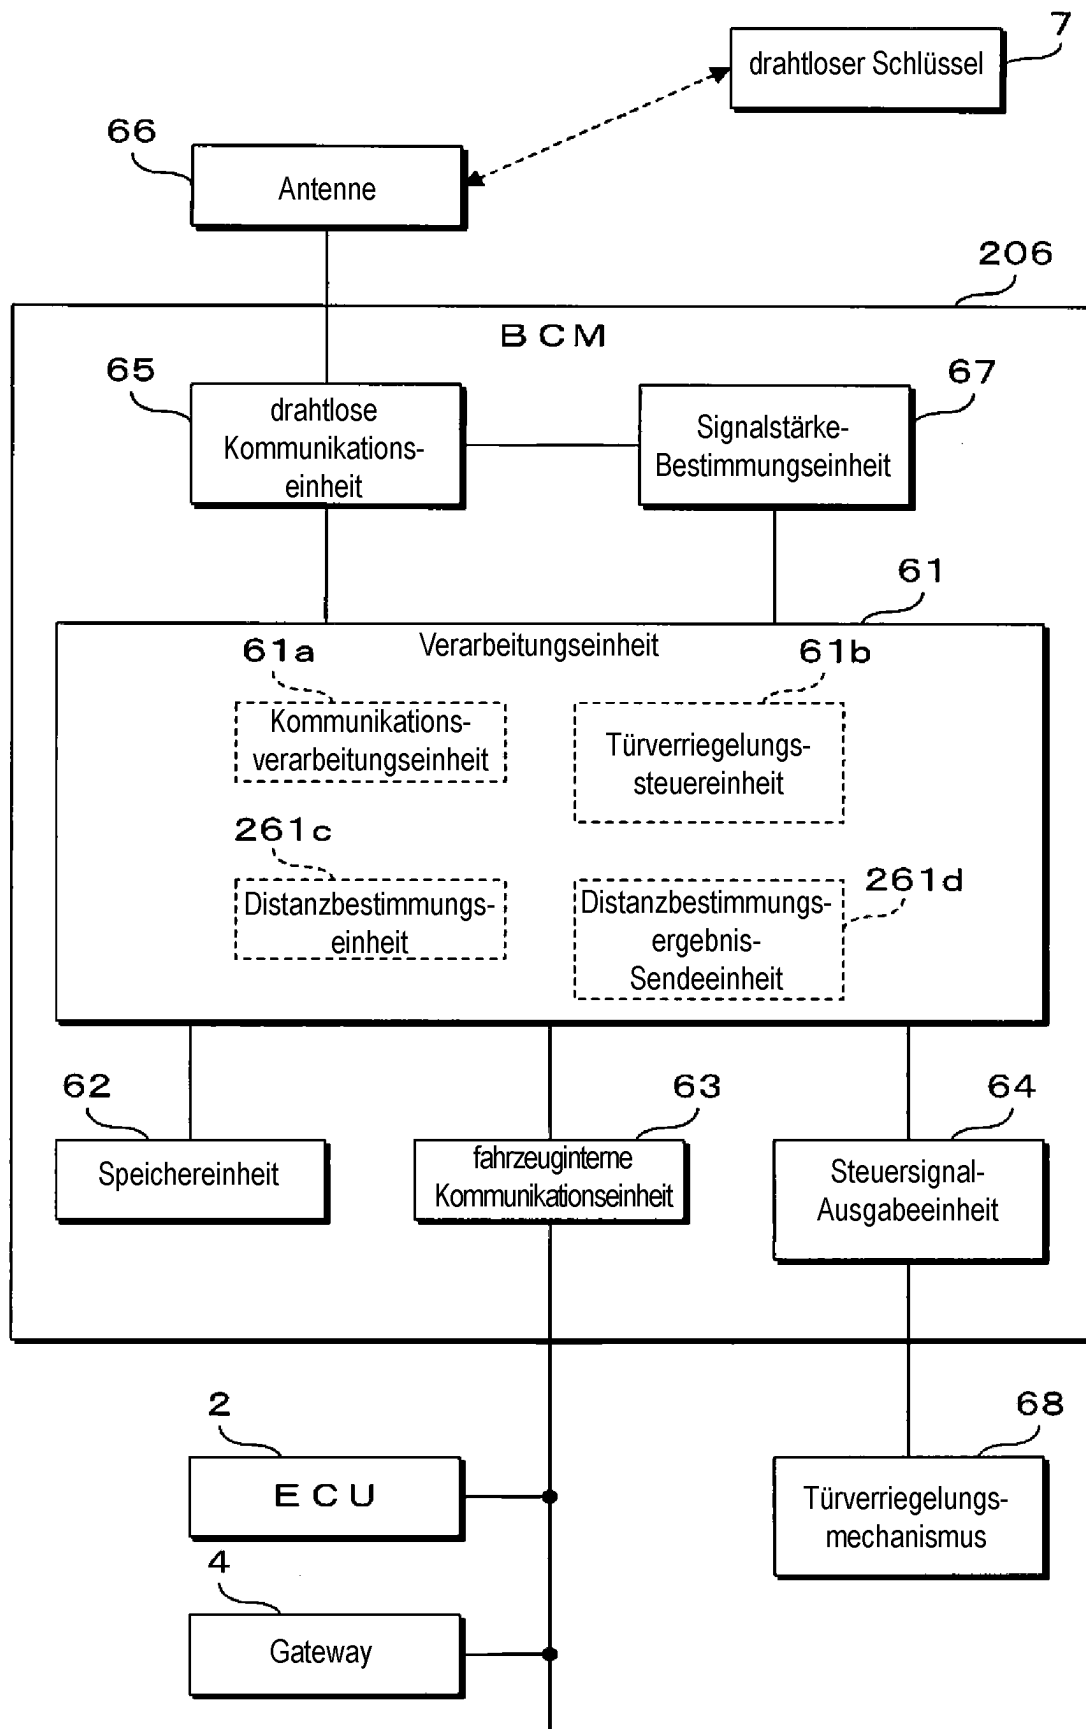 7
drahtloser Schlüssel
66
Antenne
206
BCM
65
67
drahtlose
Kommunikations-
einheit
Signalstärke-
Bestimmungseinheit
61
Verarbeitungseinheit
61a
61b
Kommunikations-
verarbeitungseinheit
Türverriegelungs-
steuereinheit
261c
261d
Distanzbestimmungs-
einheit
Distanzbestimmungs-
ergebnis-
Sendeeinheit
62
63
64
Speichereinheit
fahrzeuginterne
Kommunikationseinheit
Steuersignal-
Ausgabeeinheit
2
68
ECU
Türverriegelungs-
mechanismus
4
Gateway